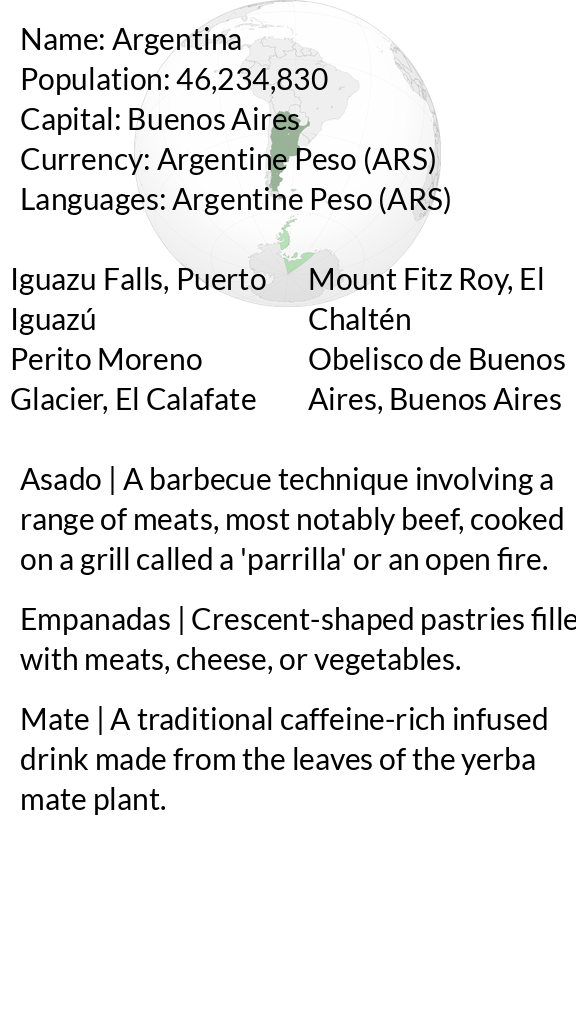 Name: Argentina
Population: 46,234,830
Capital: Buenos Aires
Currency: Argentine Peso (ARS)
Languages: Argentine Peso (ARS)
Iguazu Falls, Puerto
Iguazú
Perito Moreno
Glacier, El Calafate
Mount Fitz Roy, El
Chaltén
Obelisco de Buenos
Aires, Buenos Aires
Asado | A barbecue technique involving a
range of meats, most notably beef, cooked
on a grill called a 'parrilla' or an open fire.
Empanadas | Crescent-shaped pastries fille
with meats, cheese, or vegetables.
Mate | A traditional caffeine-rich infused
drink made from the leaves of the yerba
mate plant.